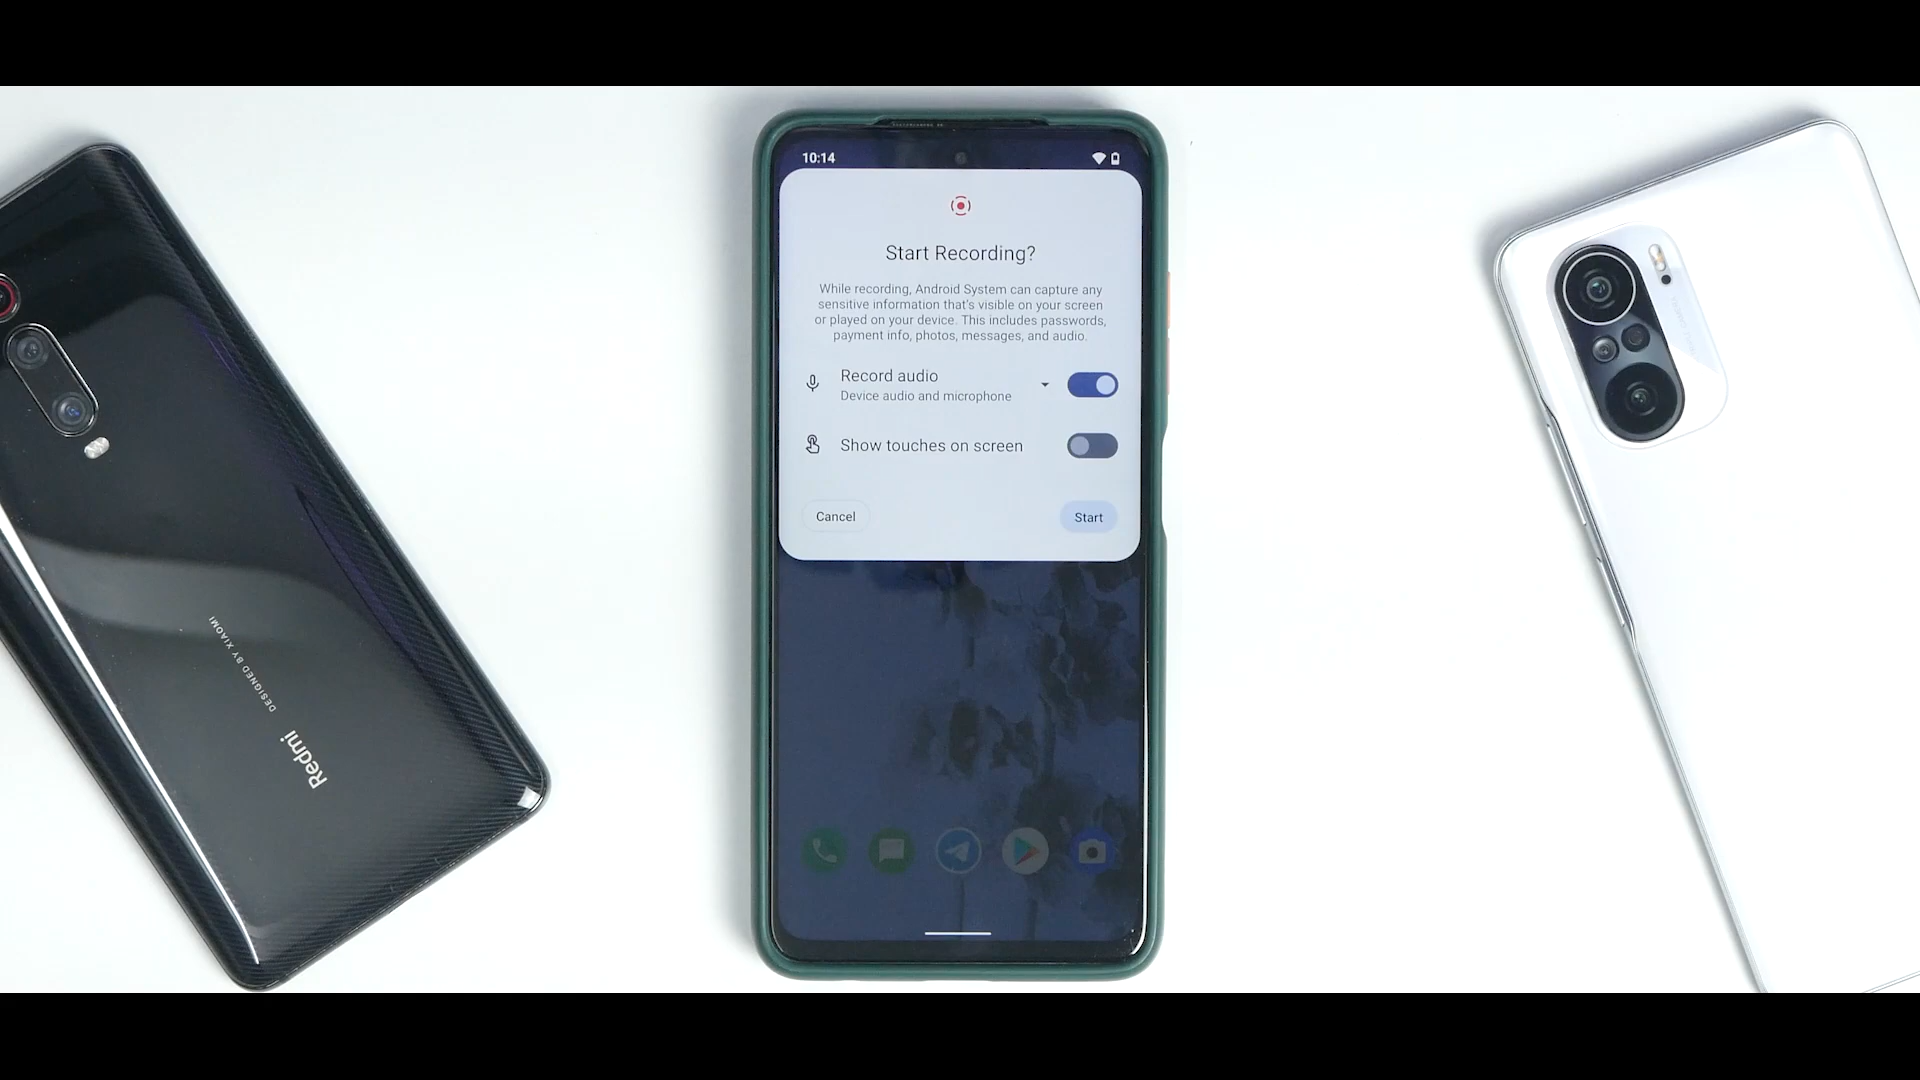 10:14
Start Recording?
While recording, Android System can capture any
sensitive information that's visible on your screen
or played on your device. This includes passwords,
payment info, photos, messages, and audio.
Record audio
Device audio and microphone
Show touches on screen
Cancel
Start
Redmi
DESIGNED BY XIAOMI